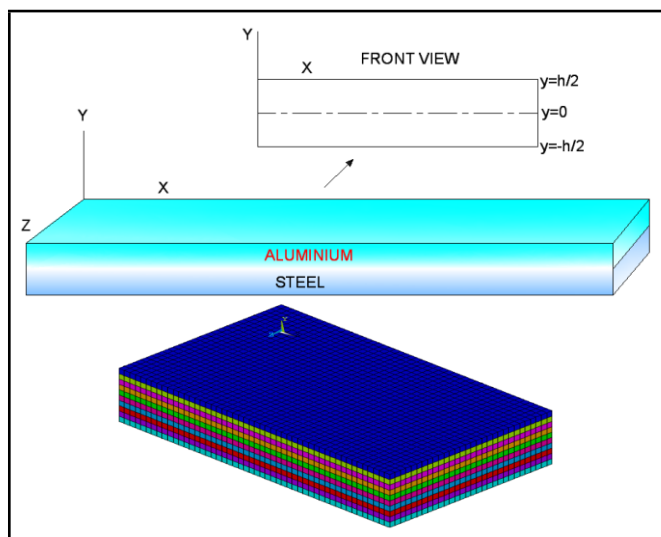 Y
X
FRONT VIEW
y=h/2
y=0
y=-h/2
Y
X
Z
ALUMINIUM
STEEL